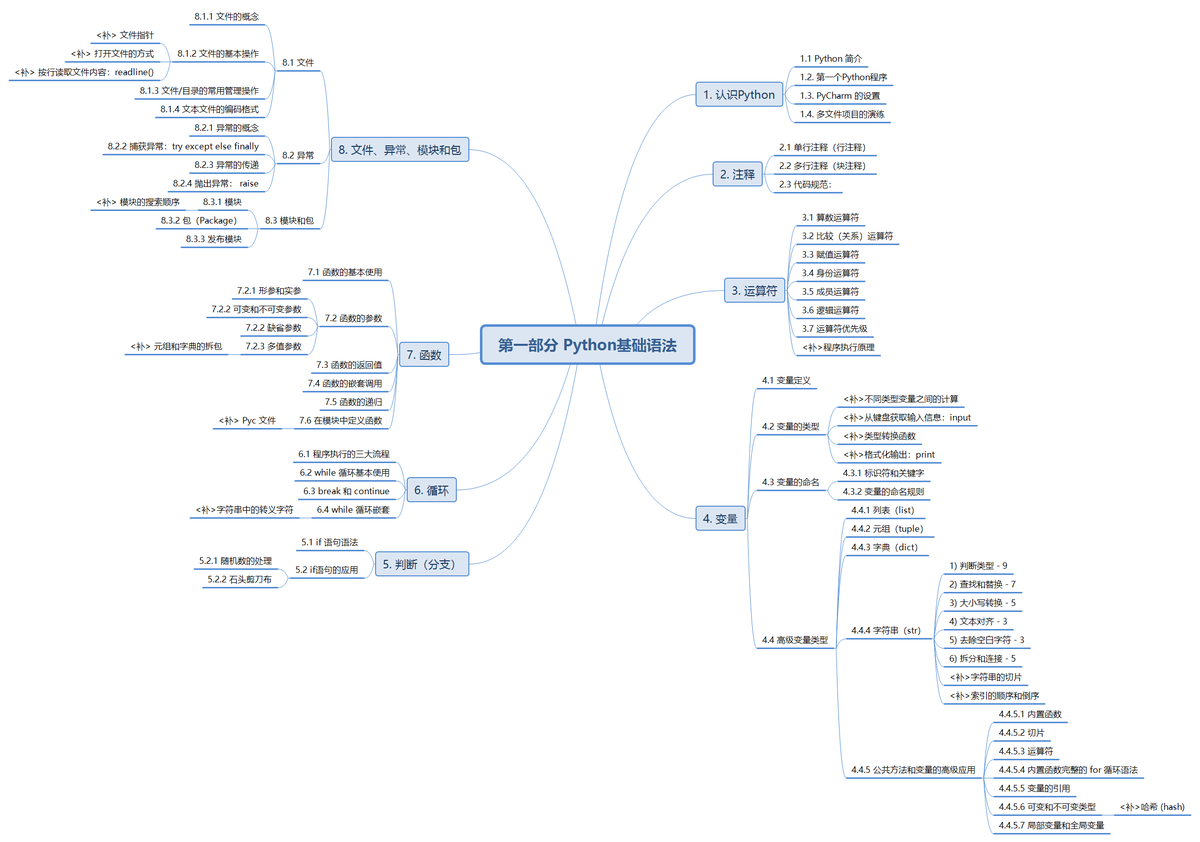 第一部分 Python基础语法
1. 认识Python
1.1 Python 简介
1.2. 第一个Python程序
1.3. PyCharm 的设置
1.4. 多文件项目的演练
2. 注释
2.1 单行注释（行注释）
2.2 多行注释（块注释）
2.3 代码规范：
3. 运算符
3.1 算数运算符
3.2 比较（关系）运算符
3.3 赋值运算符
3.4 身份运算符
3.5 成员运算符
3.6 逻辑运算符
3.7 运算符优先级
<补>程序执行原理
4. 变量
4.1 变量定义
4.2 变量的类型
<补>不同类型变量之间的计算
<补>从键盘获取输入信息：input
<补>类型转换函数
<补>格式化输出：print
4.3 变量的命名
4.3.1 标识符和关键字
4.3.2 变量的命名规则
4.4 高级变量类型
4.4.1 列表（list）
4.4.2 元组（tuple）
4.4.3 字典（dict）
4.4.4 字符串（str）
1) 判断类型 - 9
2) 查找和替换 - 7
3) 大小写转换 - 5
4) 文本对齐 - 3
5) 去除空白字符 - 3
6) 拆分和连接 - 5
<补>字符串的切片
<补>索引的顺序和倒序
4.4.5 公共方法和变量的高级应用
4.4.5.1 内置函数
4.4.5.2 切片
4.4.5.3 运算符
4.4.5.4 内置函数完整的 for 循环语法
4.4.5.5 变量的引用
4.4.5.6 可变和不可变类型
<补>哈希 (hash)
4.4.5.7 局部变量和全局变量
5. 判断（分支）
5.1 if 语句语法
5.2 if语句的应用
5.2.1 随机数的处理
5.2.2 石头剪刀布
6. 循环
6.1 程序执行的三大流程
6.2 while 循环基本使用
6.3 break 和 continue
6.4 while 循环嵌套
<补>字符串中的转义字符
7. 函数
7.1 函数的基本使用
7.2 函数的参数
7.2.1 形参和实参
7.2.2 可变和不可变参数
7.2.2 缺省参数
7.2.3 多值参数
<补> 元组和字典的拆包
7.3 函数的返回值
7.4 函数的嵌套调用
7.5 函数的递归
7.6 在模块中定义函数
<补> Pyc 文件
8. 文件、异常、模块和包
8.1 文件
8.1.1 文件的概念
8.1.2 文件的基本操作
<补> 文件指针
<补> 打开文件的方式
<补> 按行读取文件内容：readline()
8.1.3 文件/目录的常用管理操作
8.1.4 文本文件的编码格式
8.2 异常
8.2.1 异常的概念
8.2.2 捕获异常：try except else finally
8.2.3 异常的传递
8.2.4 抛出异常： raise
8.3 模块和包
8.3.1 模块
<补> 模块的搜索顺序
8.3.2 包（Package）
8.3.3 发布模块